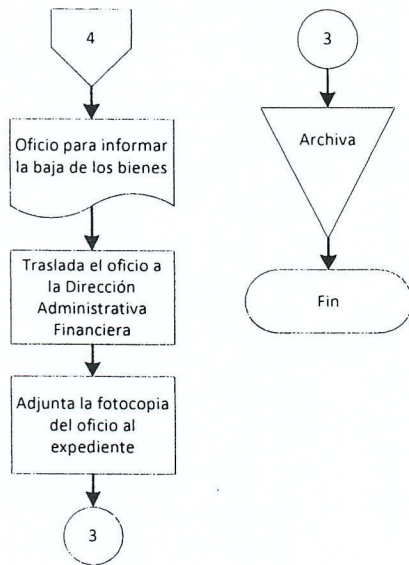 4
Oficio para informar
la baja de los bienes
Traslada el oficio a
la Dirección
Administrativa
Financiera
Adjunta la fotocopia
del oficio al
expediente
3
3
Archiva
Fin